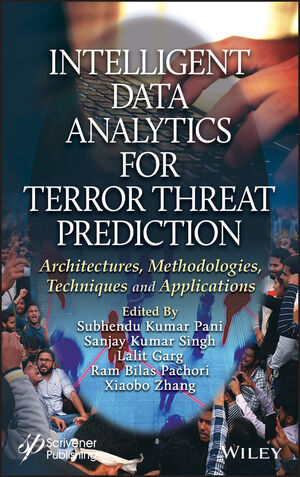 INTELLIGENT
DATA
ANALYTICS
FOR
TERROR THREAT
PREDICTION
Architectures, Methodologies,
Techniques and Applications
Edited By
Subhendu Kumar Pani
Sanjay Kumar Singh
Lalit Garg
Ram Bilas Pachori
Xiaobo Zhang
Scrivener
Publishing
WILEY